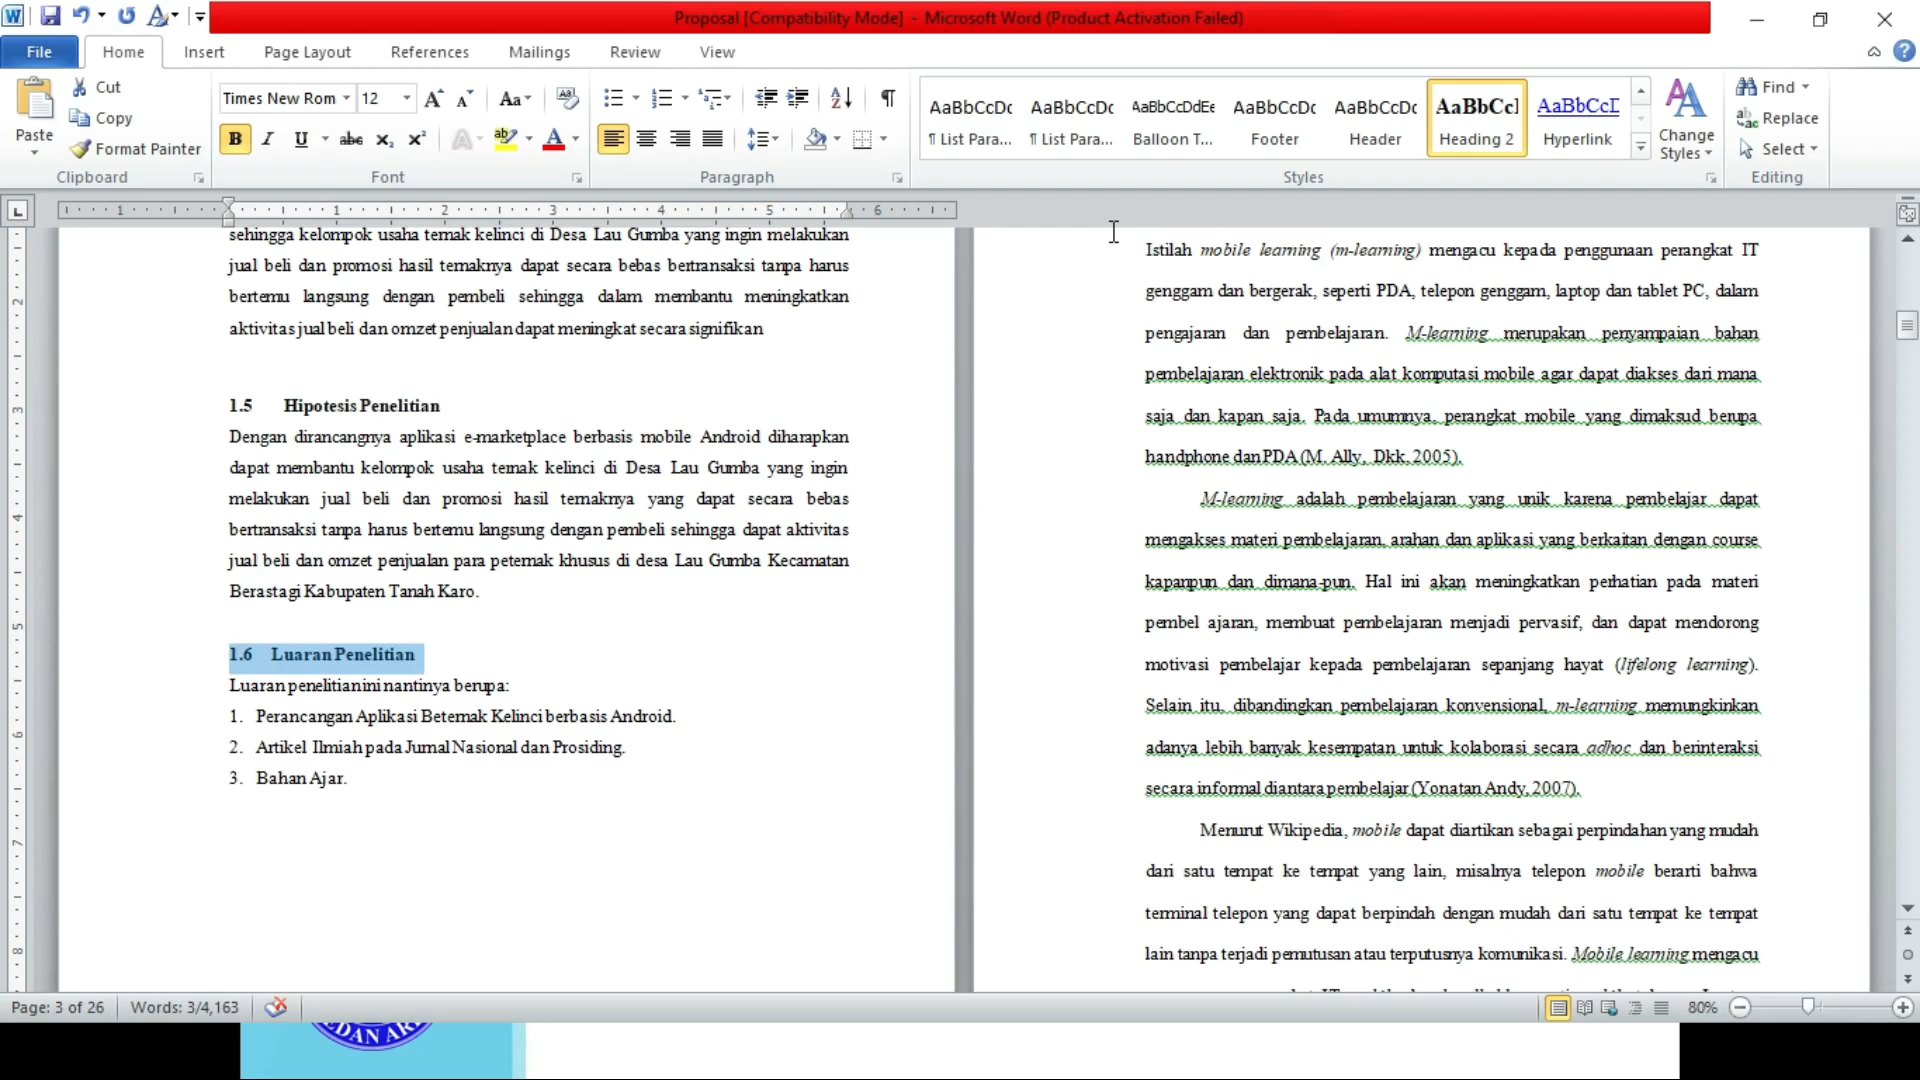 Proposal [Compatibility Mode] - Microsoft Word (Product Activation Failed)
File Home Insert Page Layout References Mailings Review View
Paste
Cut
Copy
Format Painter
Clipboard
Times New Rom 12
Font
Paragraph
AaBbCcDc AaBbCcDc AaBbCcDdEe AaBbCcDc AaBbCcDc AaBbCcI AaBbCcI
¶ List Para... ¶ List Para... Balloon T... Footer Header Heading 2 Hyperlink
Styles
Change Styles
Find
Replace
Select
Editing
sehingga kelompok usaha ternak kelinci di Desa Lau Gumba yang ingin melakukan
jual beli dan promosi hasil ternaknya dapat secara bebas bertransaksi tanpa harus
bertemu langsung dengan pembeli sehingga dalam membantu meningkatkan
aktivitas jual beli dan omzet penjualan dapat meningkat secara signifikan
1.5 Hipotesis Penelitian
Dengan dirancangnya aplikasi e-marketplace berbasis mobile Android diharapkan
dapat membantu kelompok usaha ternak kelinci di Desa Lau Gumba yang ingin
melakukan jual beli dan promosi hasil ternaknya yang dapat secara bebas
bertransaksi tanpa harus bertemu langsung dengan pembeli sehingga dapat aktivitas
jual beli dan omzet penjualan para peternak khusus di desa Lau Gumba Kecamatan
Berastagi Kabupaten Tanah Karo.
1.6 Luaran Penelitian
Luaran penelitian ini nantinya berupa:
1. Perancangan Aplikasi Beternak Kelinci berbasis Android.
2. Artikel Ilmiah pada Jurnal Nasional dan Prosiding.
3. Bahan Ajar.
Istilah mobile learning (m-learning) mengacu kepada penggunaan perangkat IT
genggam dan bergerak, seperti PDA, telepon genggam, laptop dan tablet PC, dalam
pengajaran dan pembelajaran. M-learning merupakan penyampaian bahan
pembelajaran elektronik pada alat komputasi mobile agar dapat diakses dari mana
saja dan kapan saja. Pada umumnya, perangkat mobile yang dimaksud berupa
handphone dan PDA (M. Ally, Dkk, 2005).
M-learning adalah pembelajaran yang unik karena pembelajar dapat
mengakses materi pembelajaran, arahan dan aplikasi yang berkaitan dengan course
kapanpun dan dimana-pun. Hal ini akan meningkatkan perhatian pada materi
pembel ajaran, membuat pembelajaran menjadi pervasif, dan dapat mendorong
motivasi pembelajar kepada pembelajaran sepanjang hayat (lifelong learning).
Selain itu, dibandingkan pembelajaran konvensional, m-learning memungkinkan
adanya lebih banyak kesempatan untuk kolaborasi secara adhoc dan berinteraksi
secara informal diantara pembelajar (Yonatan Andy, 2007).
Menurut Wikipedia, mobile dapat diartikan sebagai perpindahan yang mudah
dari satu tempat ke tempat yang lain, misalnya telepon mobile berarti bahwa
terminal telepon yang dapat berpindah dengan mudah dari satu tempat ke tempat
lain tanpa terjadi pemutusan atau terputusnya komunikasi. Mobile learning mengacu
Page: 3 of 26 Words: 3/4,163 80%